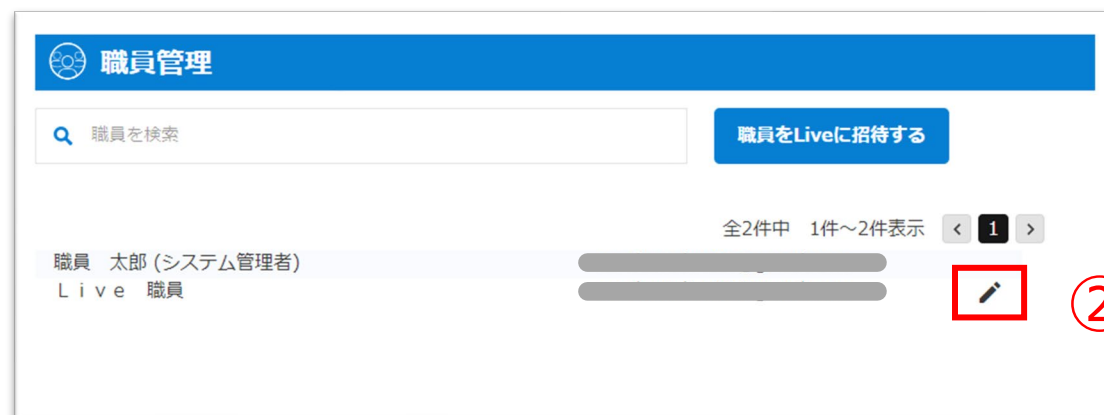 職員管理
職員を検索
職員をLiveに招待する
全2件中 1件～2件表示 < 1 >
職員 太郎 (システム管理者)
Ｌｉｖｅ 職員
②